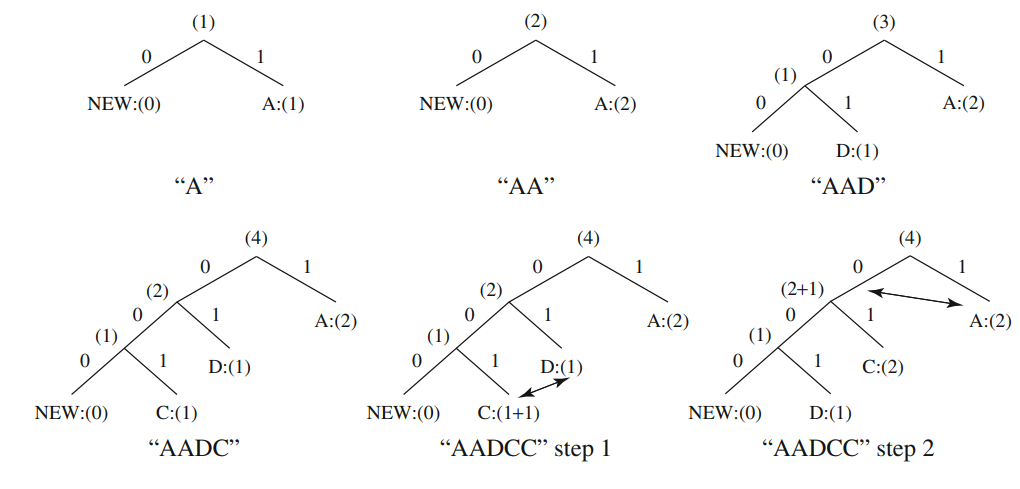 (1) (2) (3)
0 1 0 1 0 1
(1)
NEW:(0) A:(1) NEW:(0) A:(2) 0 1 A:(2)
NEW:(0) D:(1)
“A” “AA” “AAD”
(4) (4) (4)
0 1 0 1 0 1
(2) (2) (2+1)
0 1 A:(2) 0 1 A:(2) 0 1 A:(2)
(1) (1) (1)
0 1 D:(1) 0 1 D:(1) 0 1 C:(2)
NEW:(0) C:(1) NEW:(0) C:(1+1) NEW:(0) D:(1)
“AADC” “AADCC” step 1 “AADCC” step 2